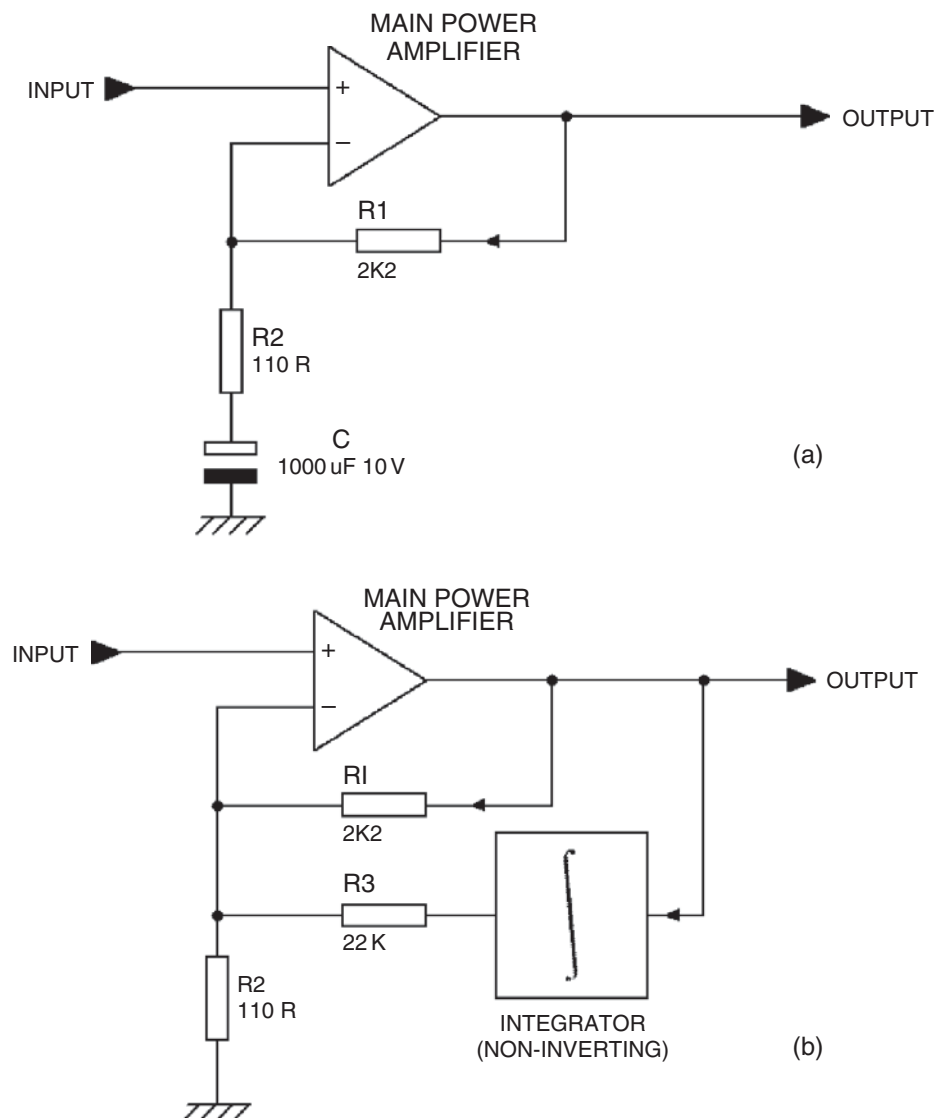 MAIN POWER
AMPLIFIER
INPUT
+
−
OUTPUT
R1
2K2
R2
110 R
C
1000 uF 10 V
(a)
MAIN POWER
AMPLIFIER
INPUT
+
−
OUTPUT
RI
2K2
R3
22 K
R2
110 R
INTEGRATOR
(NON-INVERTING)
(b)